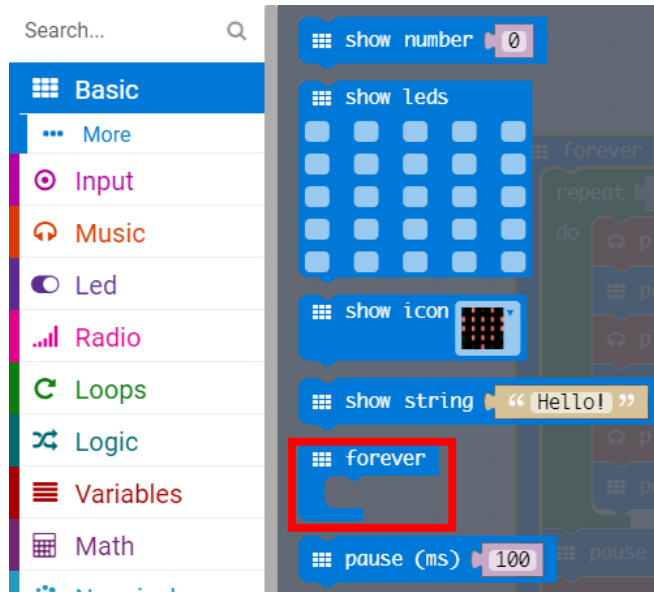 Search...
Basic
More
Input
Music
Led
Radio
Loops
Logic
Variables
Math
show number 0
show leds
show icon
show string “ Hello! ”
forever
pause (ms) 100
forever
repeat
do
p
p
p
pause